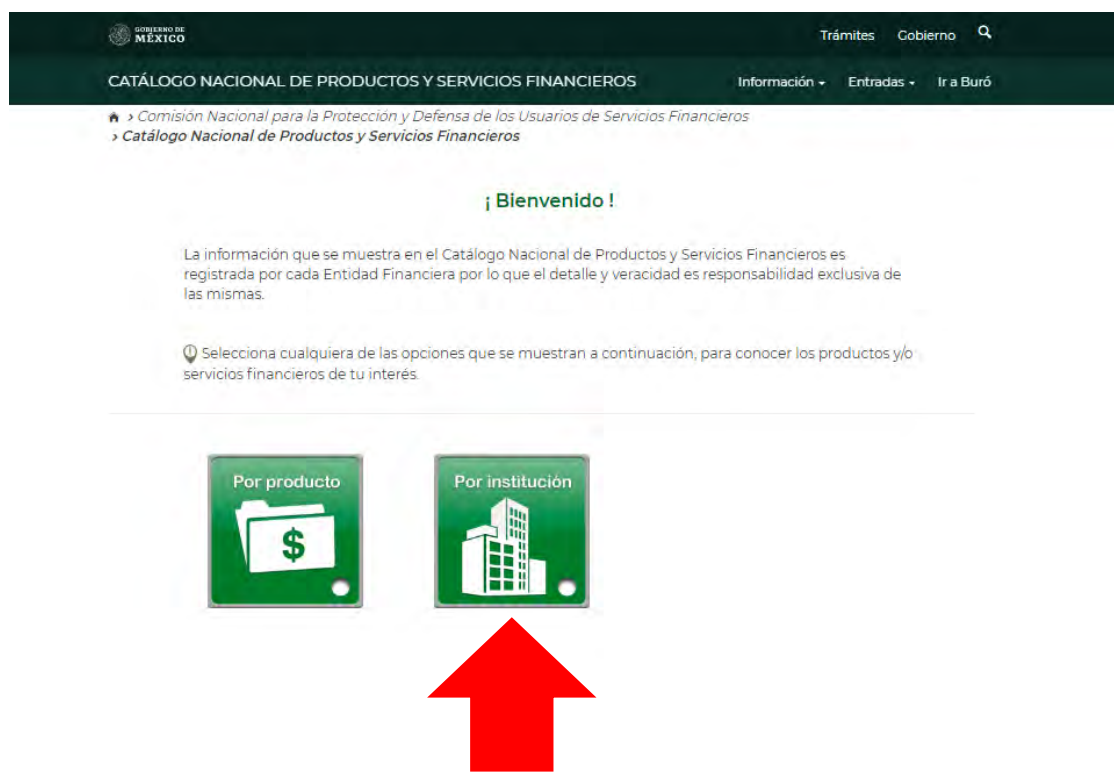 GOBIERNO DE
MÉXICO
Trámites Gobierno
CATÁLOGO NACIONAL DE PRODUCTOS Y SERVICIOS FINANCIEROS
Información Entradas Ir a Buró
> Comisión Nacional para la Protección y Defensa de los Usuarios de Servicios Financieros
> Catálogo Nacional de Productos y Servicios Financieros
¡ Bienvenido !
La información que se muestra en el Catálogo Nacional de Productos y Servicios Financieros es
registrada por cada Entidad Financiera por lo que el detalle y veracidad es responsabilidad exclusiva de
las mismas.
Selecciona cualquiera de las opciones que se muestran a continuación, para conocer los productos y/o
servicios financieros de tu interés.
Por producto
$
Por institución